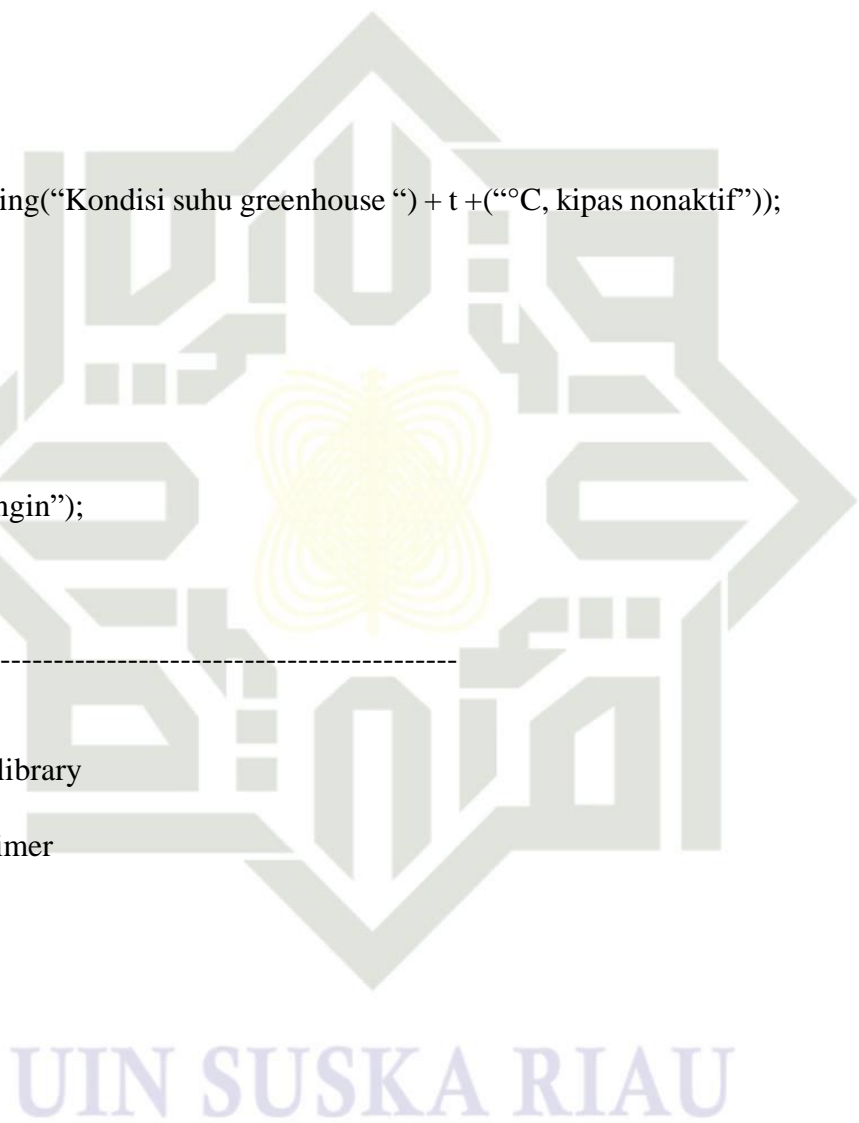 ing(“Kondisi suhu greenhouse “) + t +(“°C, kipas nonaktif”));
ngin”);
--------------------------------------------
library
imer
UIN SUSKA RIAU